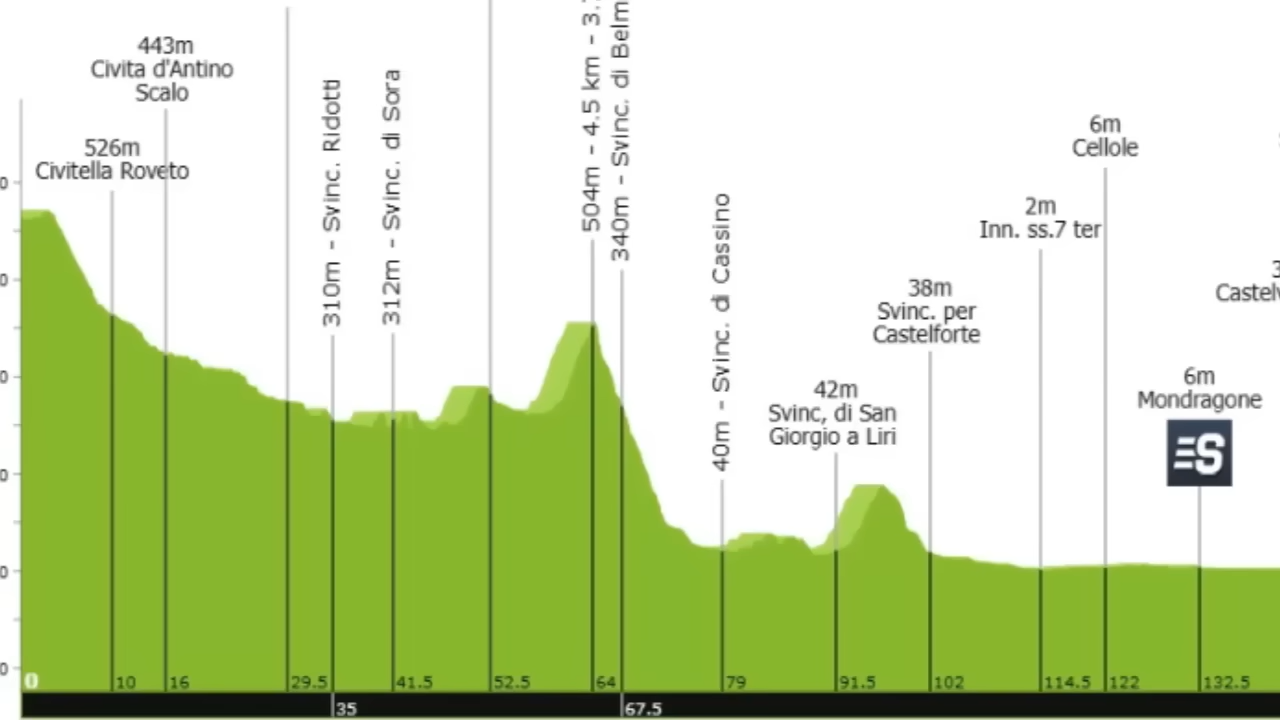 443m
Civita d'Antino
Scalo
526m
Civitella Roveto
310m - Svinc. Ridotti
312m - Svinc. di Sora
504m - 4.5 km -
340m - Svinc. di
40m - Svinc. di Cassino
42m
Svinc, di San
Giorgio a Liri
38m
Svinc. per
Castelforte
2m
Inn. ss.7 ter
6m
Cellole
6m
Mondragone
S
0
10
16
29.5
35
41.5
52.5
64
67.5
79
91.5
102
114.5
122
132.5